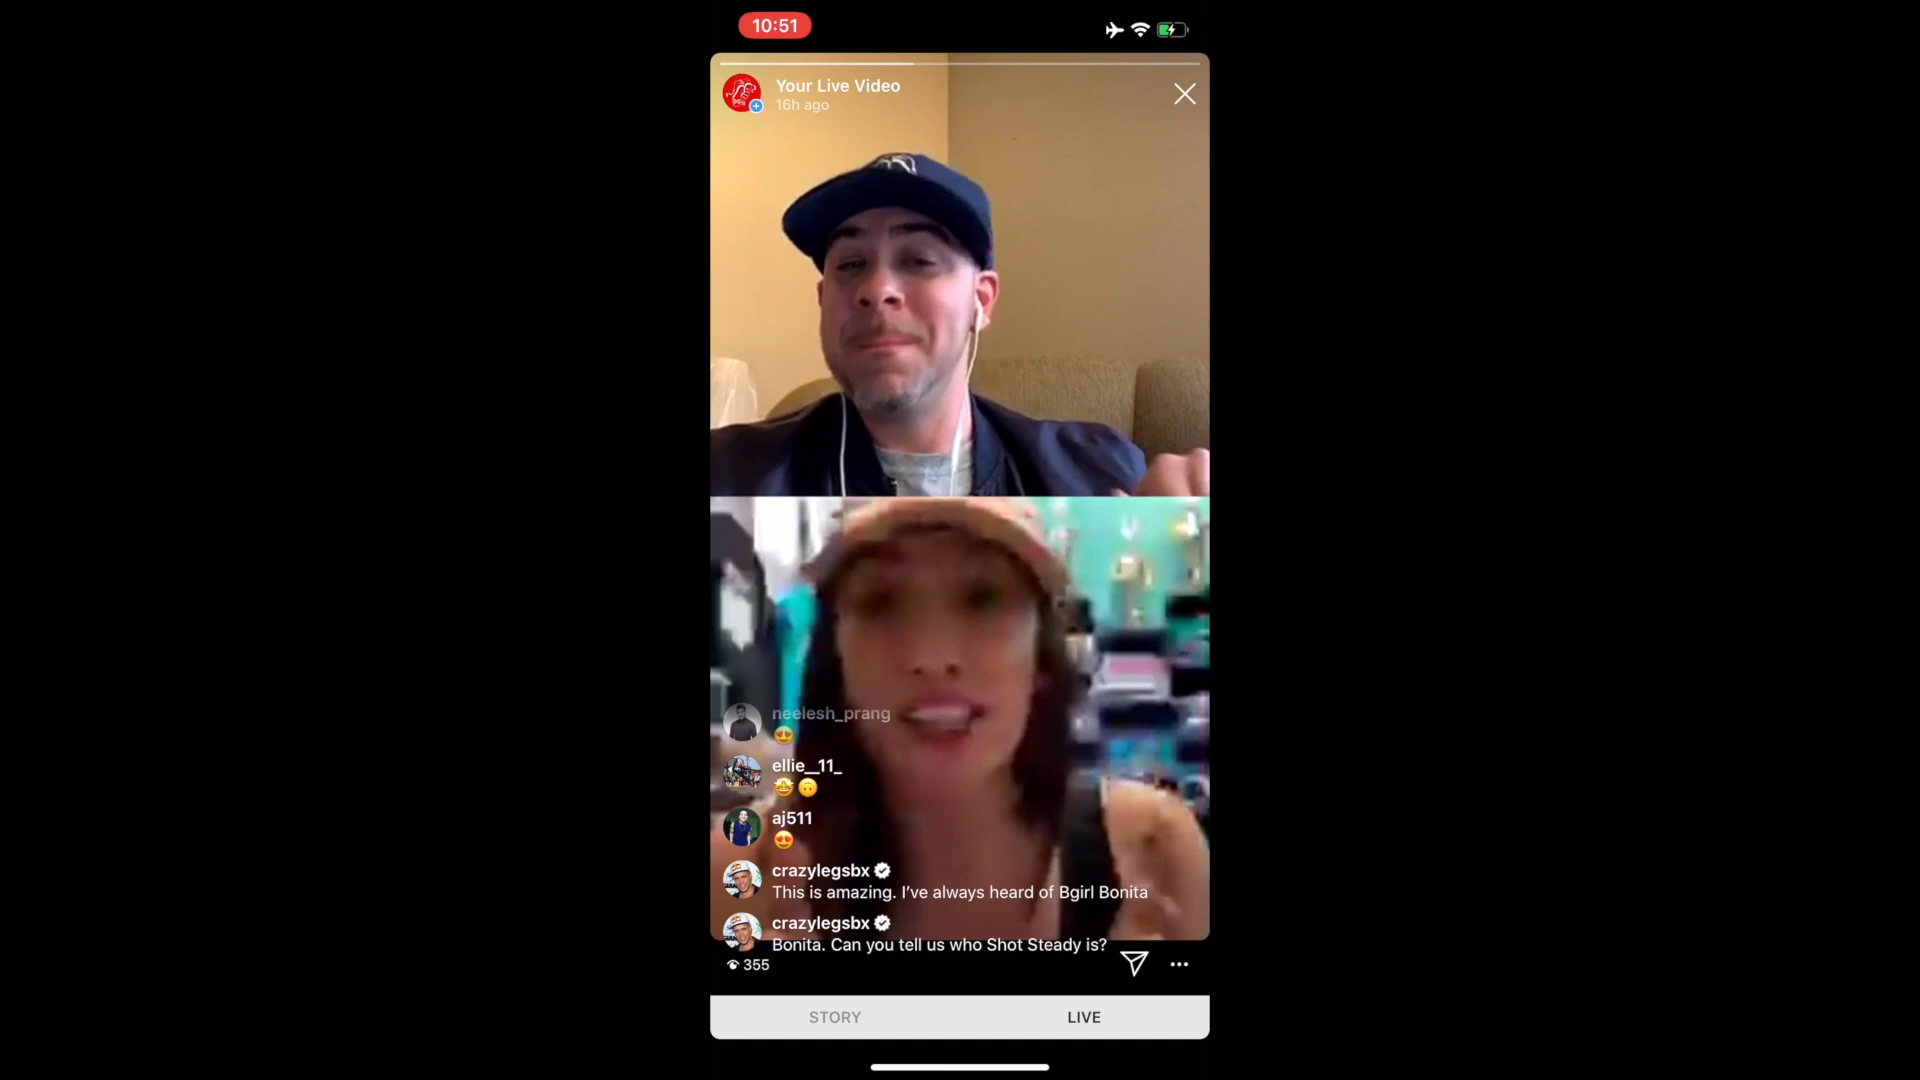 10:51
Your Live Video
16h ago
neelesh_prang
😍
ellie__11_
🤩🙃
aj511
😍
crazylegsbx
This is amazing. I’ve always heard of Bgirl Bonita
crazylegsbx
Bonita. Can you tell us who Shot Steady is?
355
STORY
LIVE